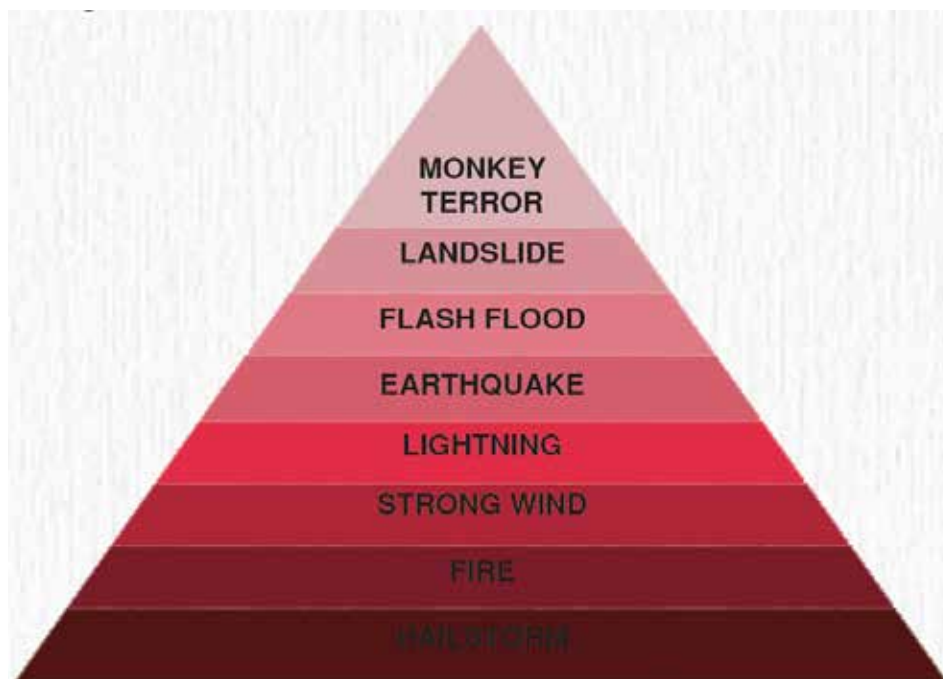 MONKEY
TERROR
LANDSLIDE
FLASH FLOOD
EARTHQUAKE
LIGHTNING
STRONG WIND
FIRE
HAILSTORM